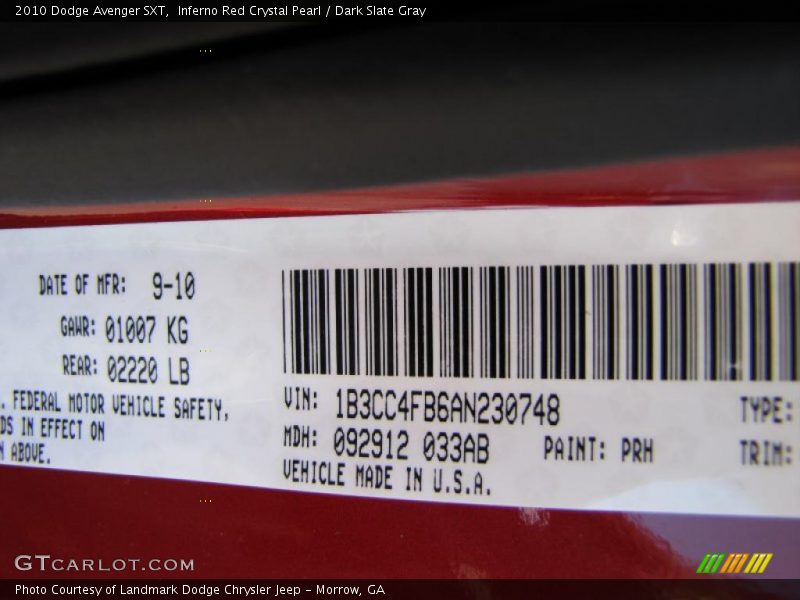 2010 Dodge Avenger SXT,  Inferno Red Crystal Pearl / Dark Slate Gray
DATE OF MFR: 9-10
GAWR: 01007 KG
REAR: 02220 LB
. FEDERAL MOTOR VEHICLE SAFETY,
DS IN EFFECT ON
ABOVE.
VIN: 1B3CC4FB6AN230748
TYPE:
MDH: 092912 033AB
PAINT: PRH
TRIM:
VEHICLE MADE IN U.S.A.
GTCARLOT.COM
Photo Courtesy of Landmark Dodge Chrysler Jeep - Morrow, GA